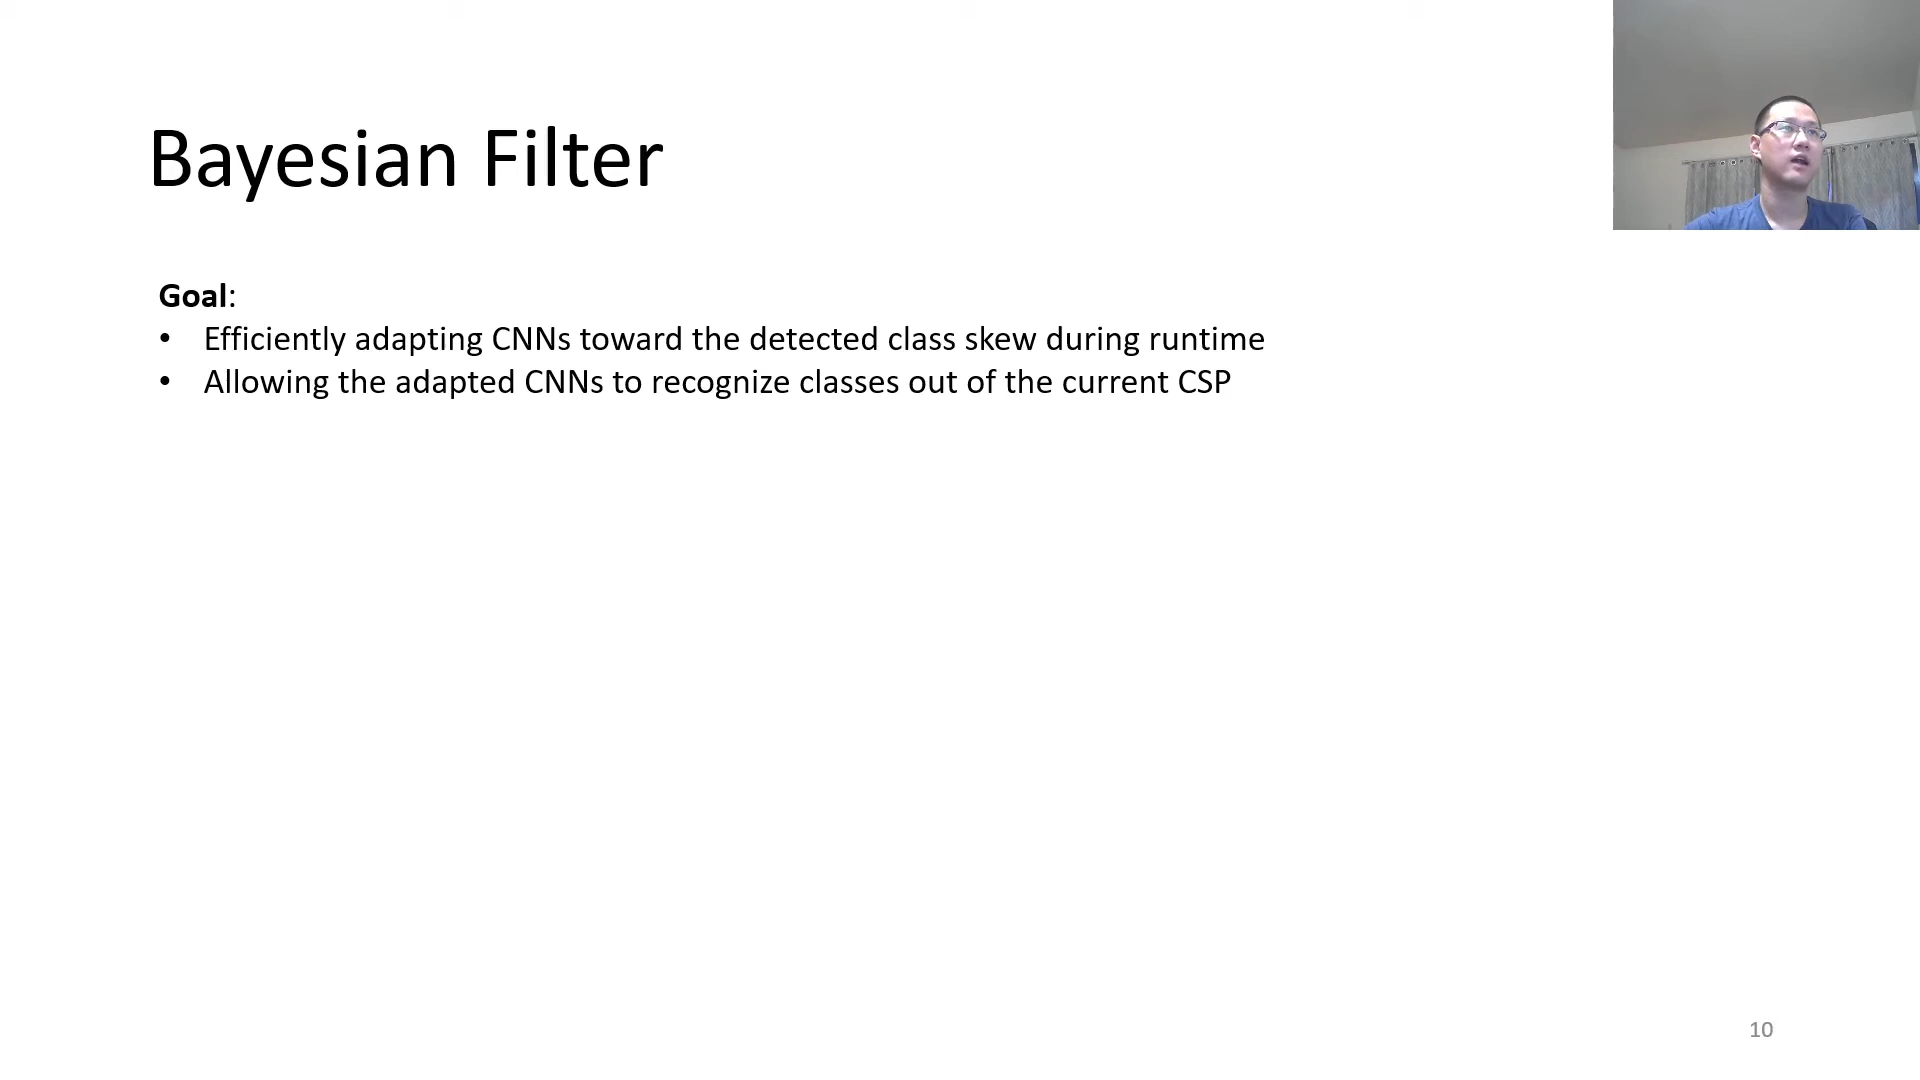 Bayesian Filter
Goal:
• Efficiently adapting CNNs toward the detected class skew during runtime
• Allowing the adapted CNNs to recognize classes out of the current CSP
10